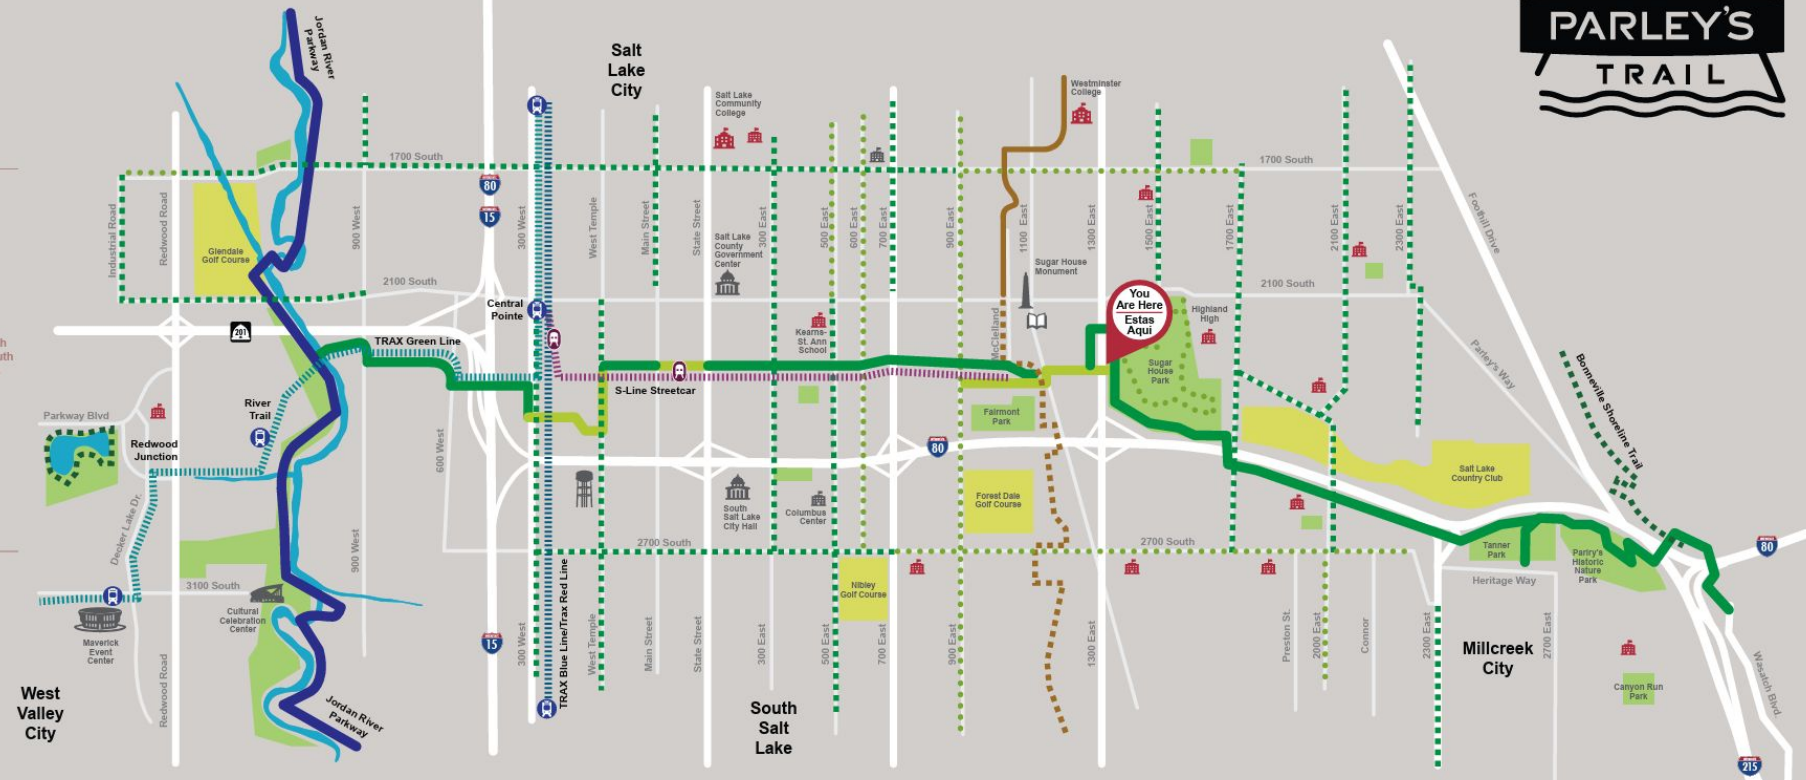 PARLEY'S
TRAIL
Jordan River
Parkway
Salt
Lake
City
Salt Lake
Community
College
Westminster
College
1700 South
1700 South
80
15
Industrial Road
Redwood Road
Glendale
Golf Course
900 West
300 West
West Temple
Main Street
State Street
Salt Lake
County
Government
Center
300 East
500 East
600 East
700 East
900 East
1100 East
Sugar House
Monument
1300 East
1500 East
1700 East
2100 East
2300 East
Foothill Drive
2100 South
2100 South
Central
Pointe
You
Are Here
Estas
Aqui
Highland
High
201
TRAX Green Line
Kearns-
St. Ann
School
McClelland
Sugar
House
Park
Parley's Way
Bonneville Shoreline Trail
S-Line Streetcar
River
Trail
Parkway Blvd
Redwood
Junction
Fairmont
Park
600 West
80
Salt Lake
Country Club
Forest Dale
Golf Course
South
Salt Lake
City Hall
Columbus
Center
Decker Lake Dr.
900 West
2700 South
2700 South
Tanner
Park
Parlry's
Historic
Nature
Park
80
Heritage Way
3100 South
Cultural
Celebration
Center
Maverick
Event
Center
Nibley
Golf Course
15
300 West
TRAX Blue Line/Trax Red Line
West Temple
Main Street
State Street
300 East
500 East
700 East
900 East
1300 East
Preston St.
2000 East
Connor
2300 East
Millcreek
City
2700 East
Canyon Run
Park
Wasatch Blvd.
West
Valley
City
Redwood Road
Jordan River
Parkway
South
Salt
Lake
215